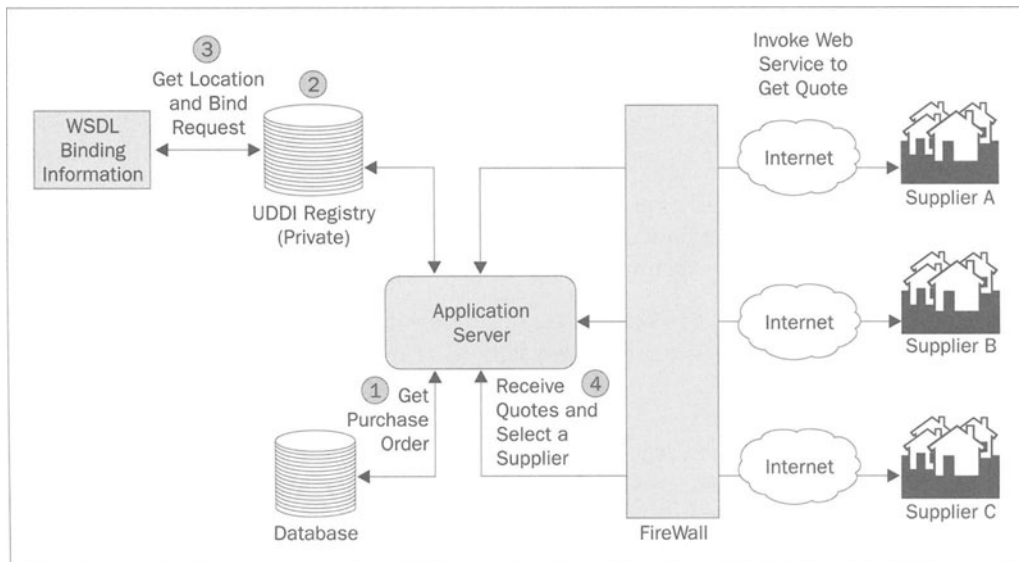 3
Get Location
and Bind
Request
2
WSDL
Binding
Information
UDDI Registry
(Private)
Invoke Web
Service to
Get Quote
Internet
Supplier A
Application
Server
Internet
Supplier B
1
Get
Purchase
Order
Receive
Quotes and
Select a
Supplier
4
Database
Internet
Supplier C
FireWall